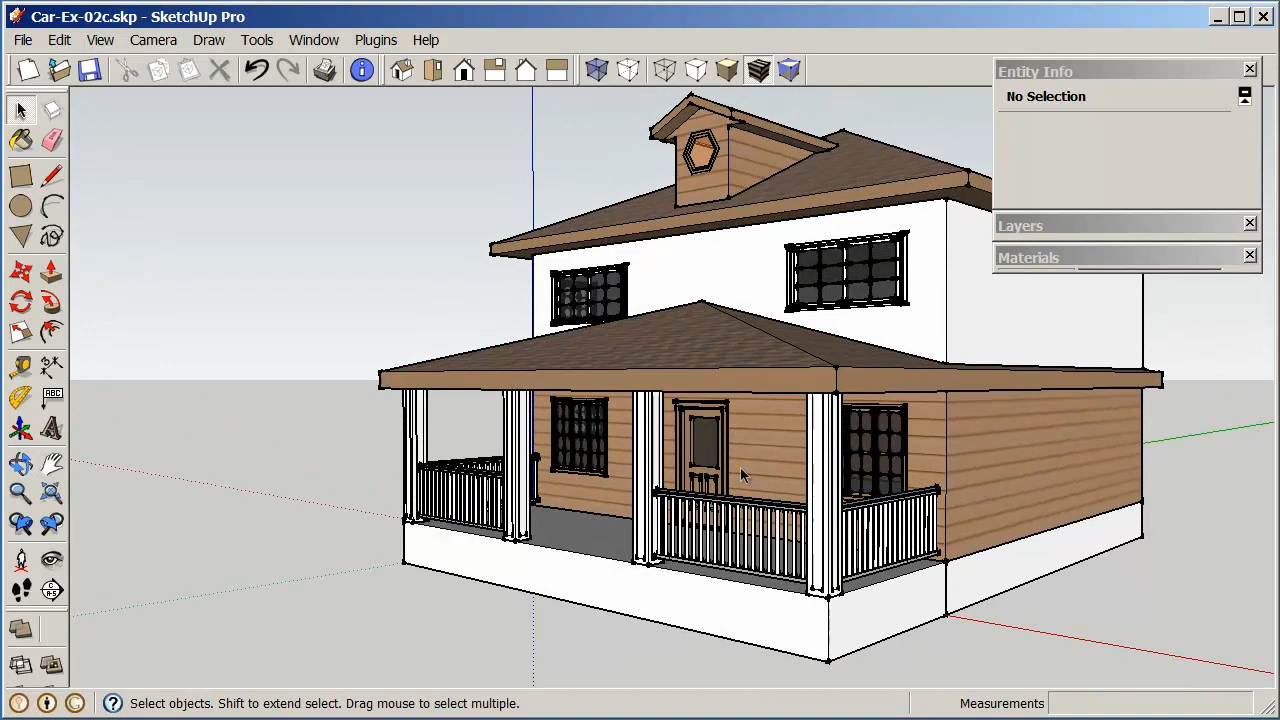 Car-Ex-02c.skp - SketchUp Pro
File Edit View Camera Draw Tools Window Plugins Help
Entity Info
No Selection
Layers
Materials
ABC
A
Select objects. Shift to extend select. Drag mouse to select multiple.
Measurements